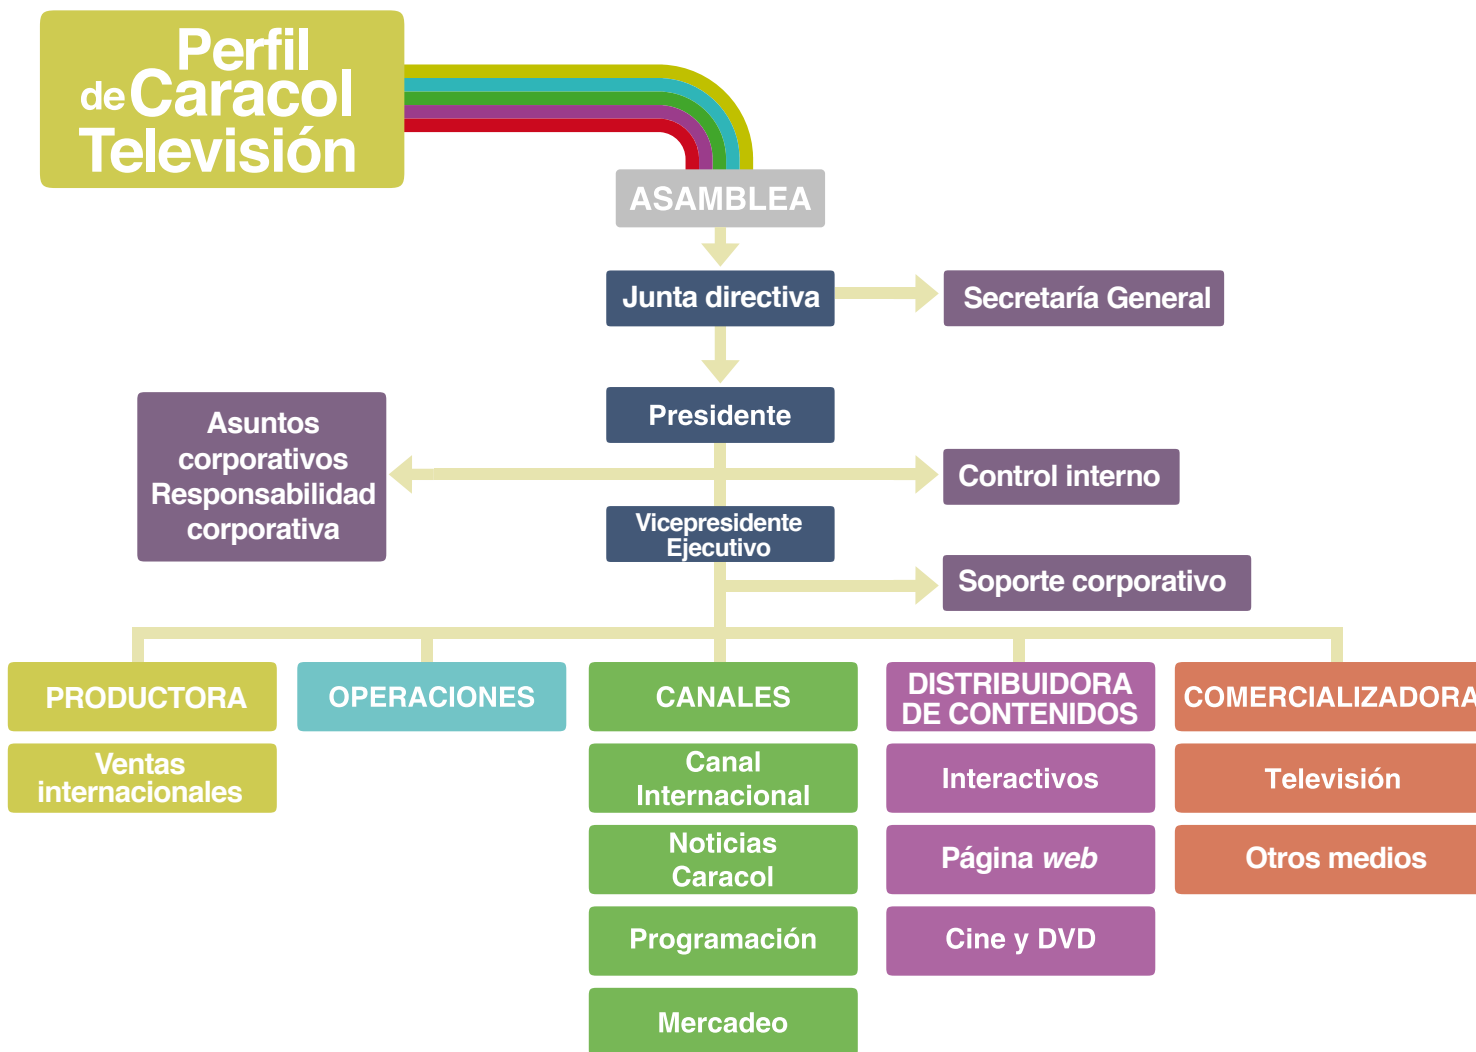 Perfil
de Caracol
Televisión
ASAMBLEA
Junta directiva
Secretaría General
Presidente
Asuntos
corporativos
Responsabilidad
corporativa
Control interno
Vicepresidente
Ejecutivo
Soporte corporativo
PRODUCTORA
Ventas
internacionales
OPERACIONES
CANALES
Canal
Internacional
Noticias
Caracol
Programación
Mercadeo
DISTRIBUIDORA
DE CONTENIDOS
Interactivos
Página web
Cine y DVD
COMERCIALIZADORA
Televisión
Otros medios